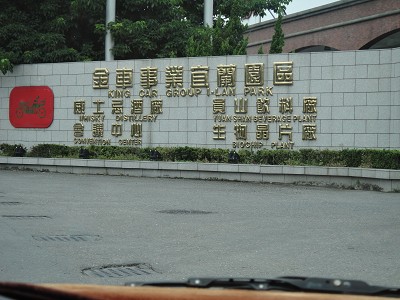 金車事業宜蘭園區
KING CAR GROUP I-LAN PARK
威士忌酒廠
WHISKY DISTILLERY
會議中心
CONVENTION CENTER
員山飲料廠
YUAN SHAN BEVERAGE PLANT
生物晶片廠
BIOCHIP PLANT